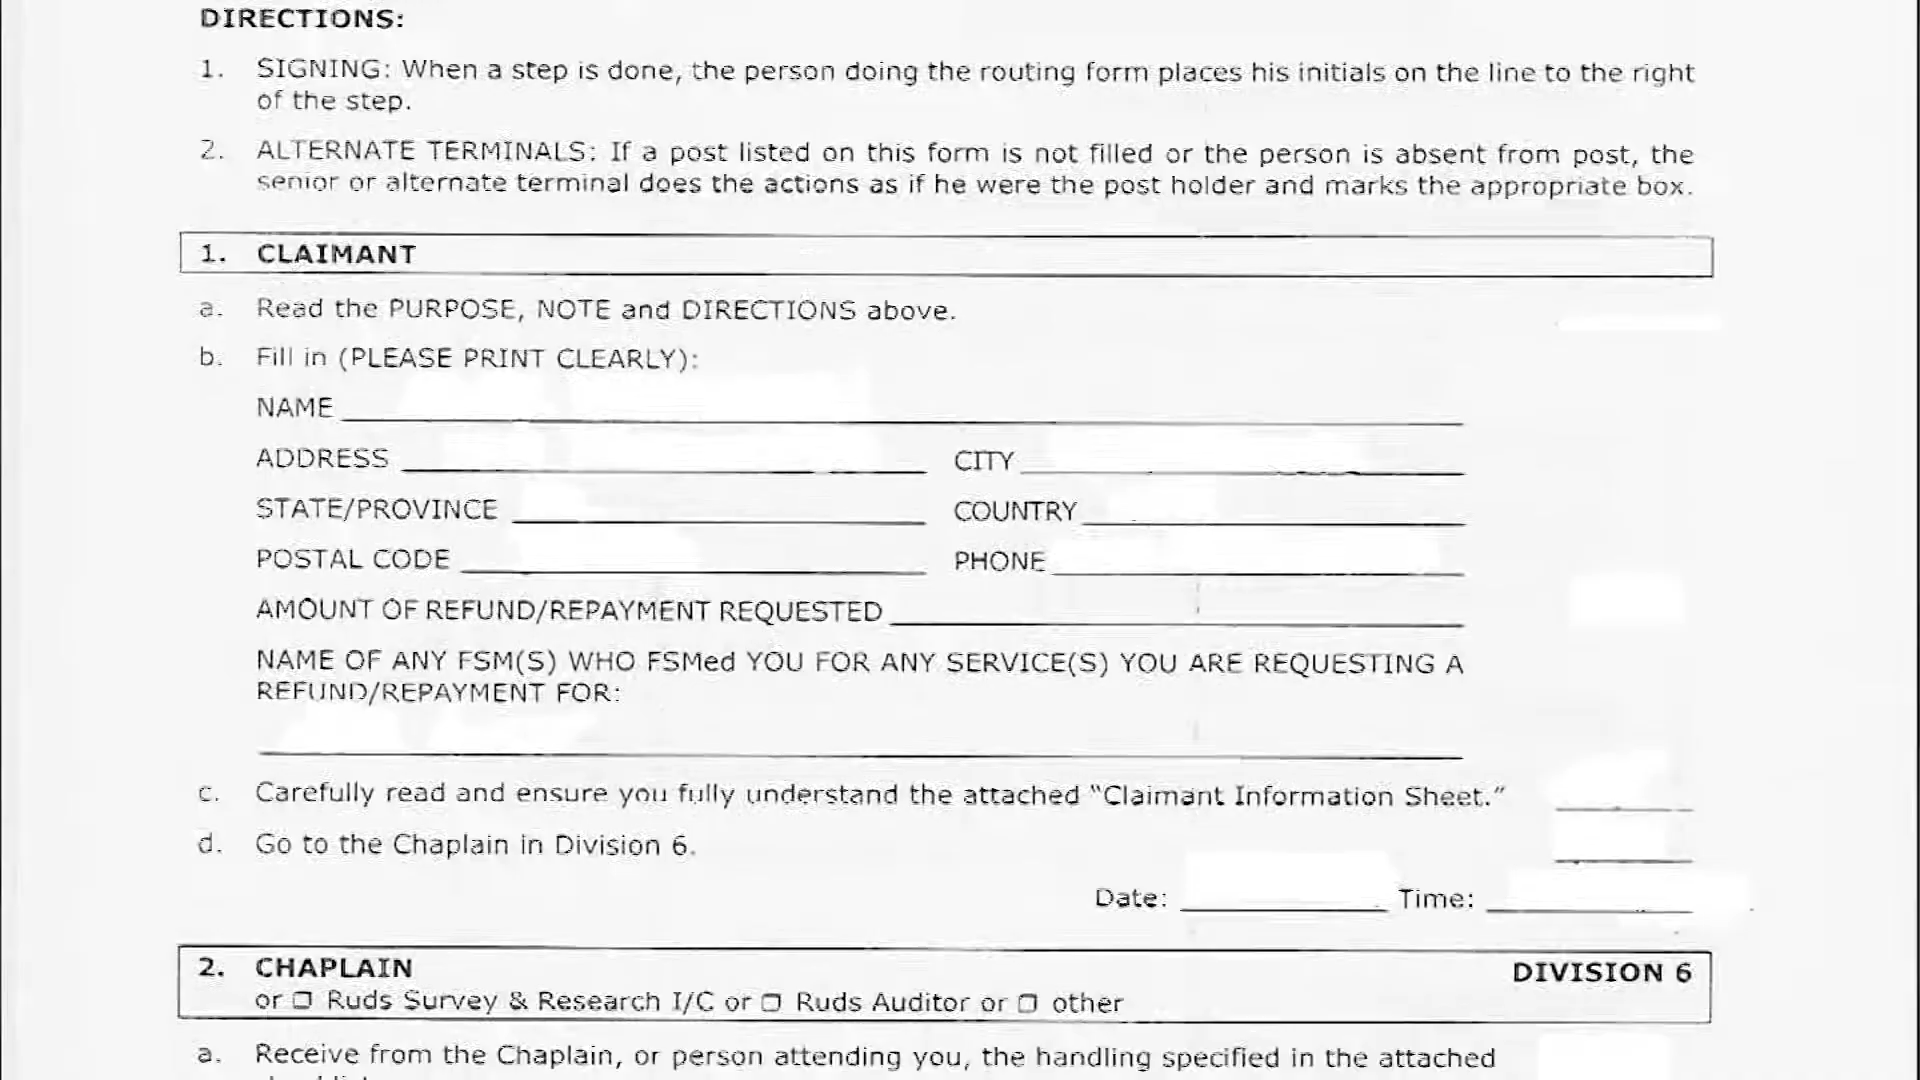 DIRECTIONS:
1. SIGNING: When a step is done, the person doing the routing form places his initials on the line to the right
of the step.
2. ALTERNATE TERMINALS: If a post listed on this form is not filled or the person is absent from post, the
senior or alternate terminal does the actions as if he were the post holder and marks the appropriate box.
1. CLAIMANT
a. Read the PURPOSE, NOTE and DIRECTIONS above.
b. Fill in (PLEASE PRINT CLEARLY):
NAME
ADDRESS CITY
STATE/PROVINCE COUNTRY
POSTAL CODE PHONE
AMOUNT OF REFUND/REPAYMENT REQUESTED
NAME OF ANY FSM(S) WHO FSMed YOU FOR ANY SERVICE(S) YOU ARE REQUESTING A
REFUND/REPAYMENT FOR:
c. Carefully read and ensure you fully understand the attached "Claimant Information Sheet."
d. Go to the Chaplain in Division 6.
Date: Time:
2. CHAPLAIN DIVISION 6
or ☐ Ruds Survey & Research I/C or ☐ Ruds Auditor or ☐ other
a. Receive from the Chaplain, or person attending you, the handling specified in the attached